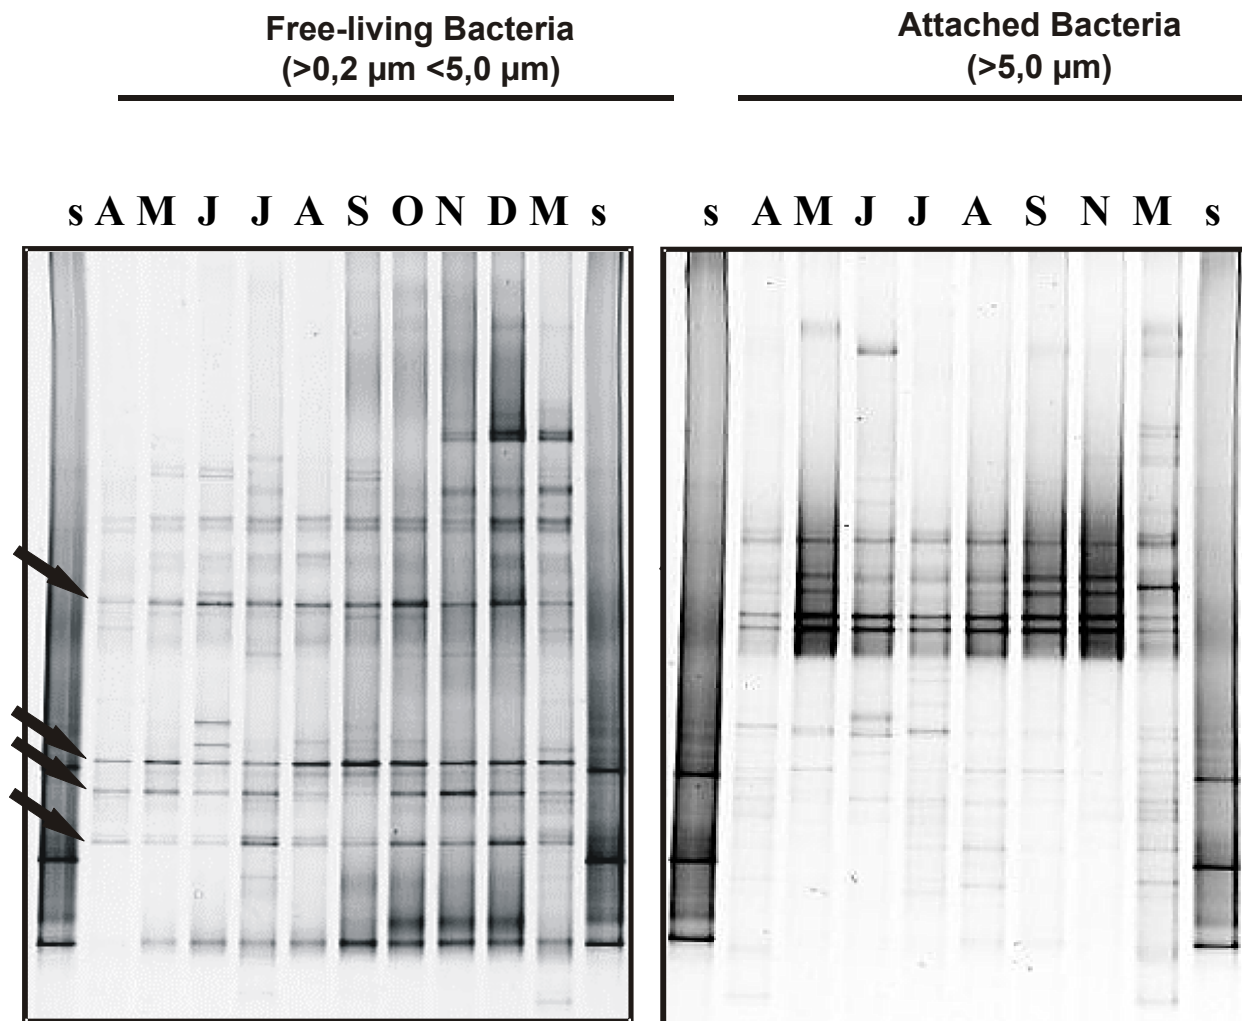 Free-living Bacteria
(>0,2 µm <5,0 µm)
Attached Bacteria
(>5,0 µm)
s A M J J A S O N D M s
s A M J J A S N M s